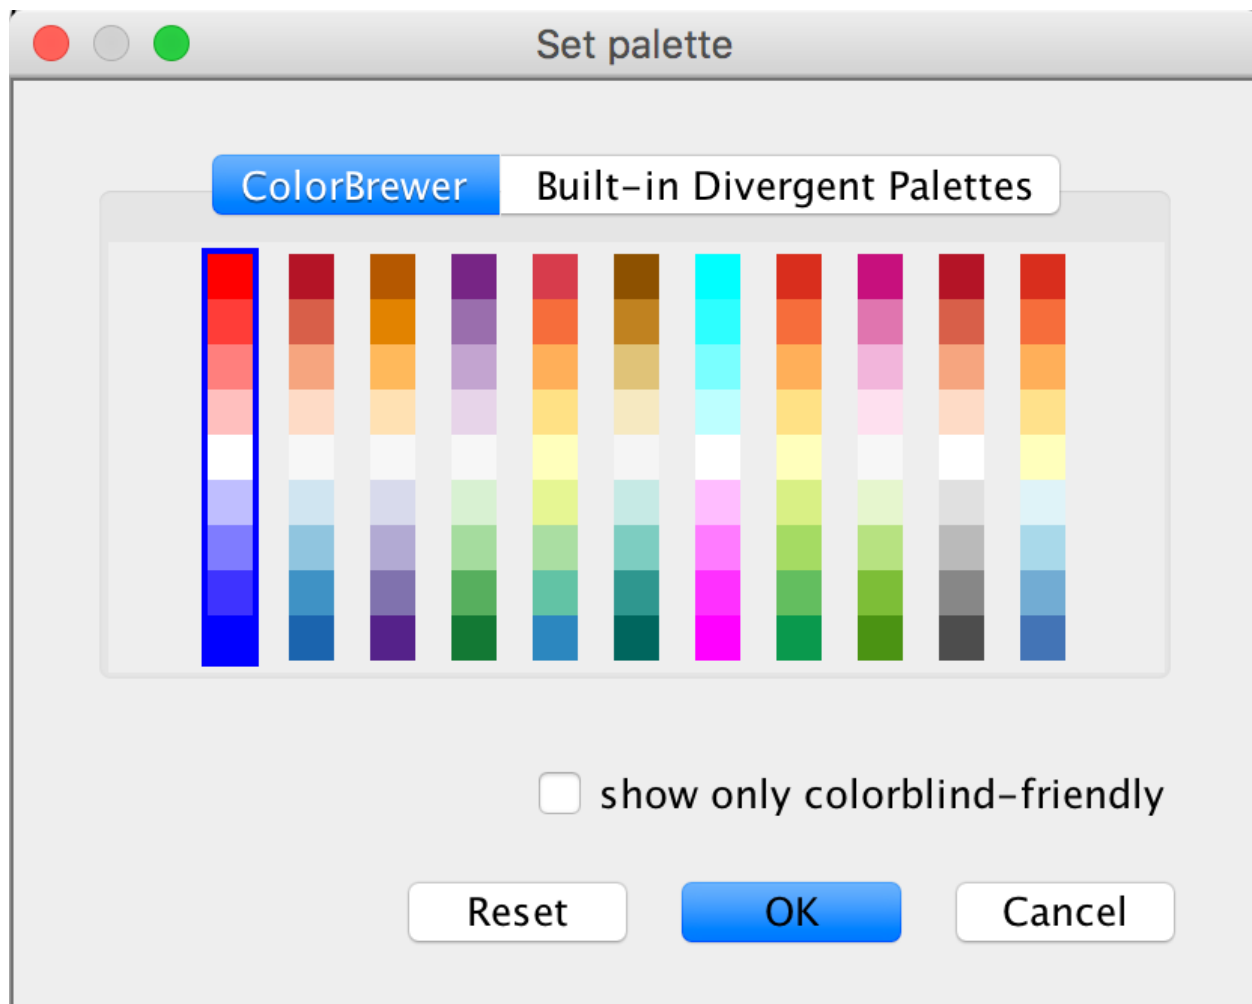 Set palette
ColorBrewer
Built-in Divergent Palettes
show only colorblind-friendly
Reset
OK
Cancel